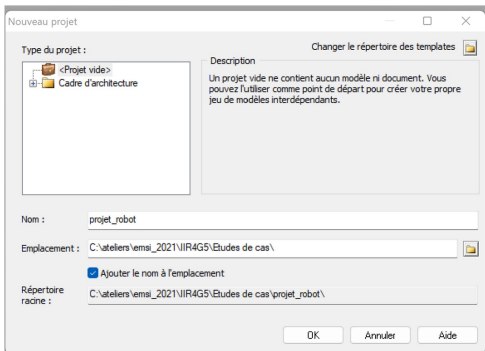 Nouveau projet
Type du projet :
Changer le répertoire des templates
<Projet vide>
Cadre d'architecture
Description
Un projet vide ne contient aucun modèle ni document. Vous
pouvez l'utiliser comme point de départ pour créer votre propre
jeu de modèles interdépendants.
Nom :
projet_robot
Emplacement :
C:\ateliers\emsi_2021\IIR4G5\Etudes de cas\
Ajouter le nom à l'emplacement
Répertoire
racine :
C:\ateliers\emsi_2021\IIR4G5\Etudes de cas\projet_robot\
OK
Annuler
Aide